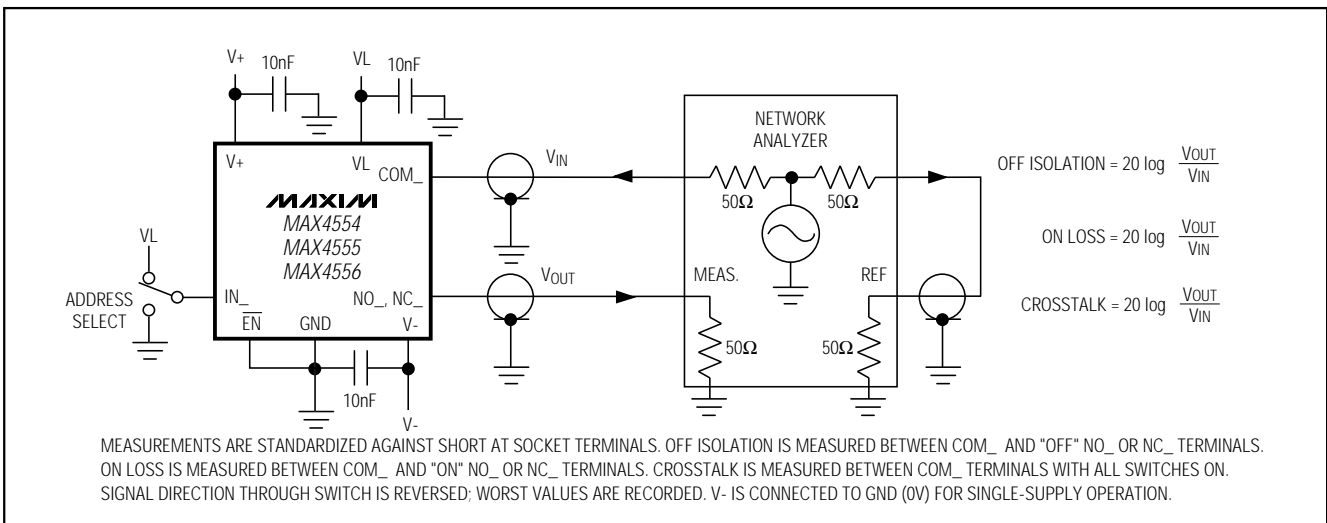 V+
10nF
VL
10nF
V+
VL
COM_
MAXIM
MAX4554
MAX4555
MAX4556
VL
ADDRESS
SELECT
IN_
EN
GND
NO_, NC_
V-
10nF
V-
VIN
VOUT
NETWORK
ANALYZER
50Ω
50Ω
MEAS.
REF
50Ω
50Ω
OFF ISOLATION = 20 log VOUT
VIN
ON LOSS = 20 log VOUT
VIN
CROSSTALK = 20 log VOUT
VIN
MEASUREMENTS ARE STANDARDIZED AGAINST SHORT AT SOCKET TERMINALS. OFF ISOLATION IS MEASURED BETWEEN COM_ AND "OFF" NO_ OR NC_ TERMINALS.
ON LOSS IS MEASURED BETWEEN COM_ AND "ON" NO_ OR NC_ TERMINALS. CROSSTALK IS MEASURED BETWEEN COM_ TERMINALS WITH ALL SWITCHES ON.
SIGNAL DIRECTION THROUGH SWITCH IS REVERSED; WORST VALUES ARE RECORDED. V- IS CONNECTED TO GND (0V) FOR SINGLE-SUPPLY OPERATION.